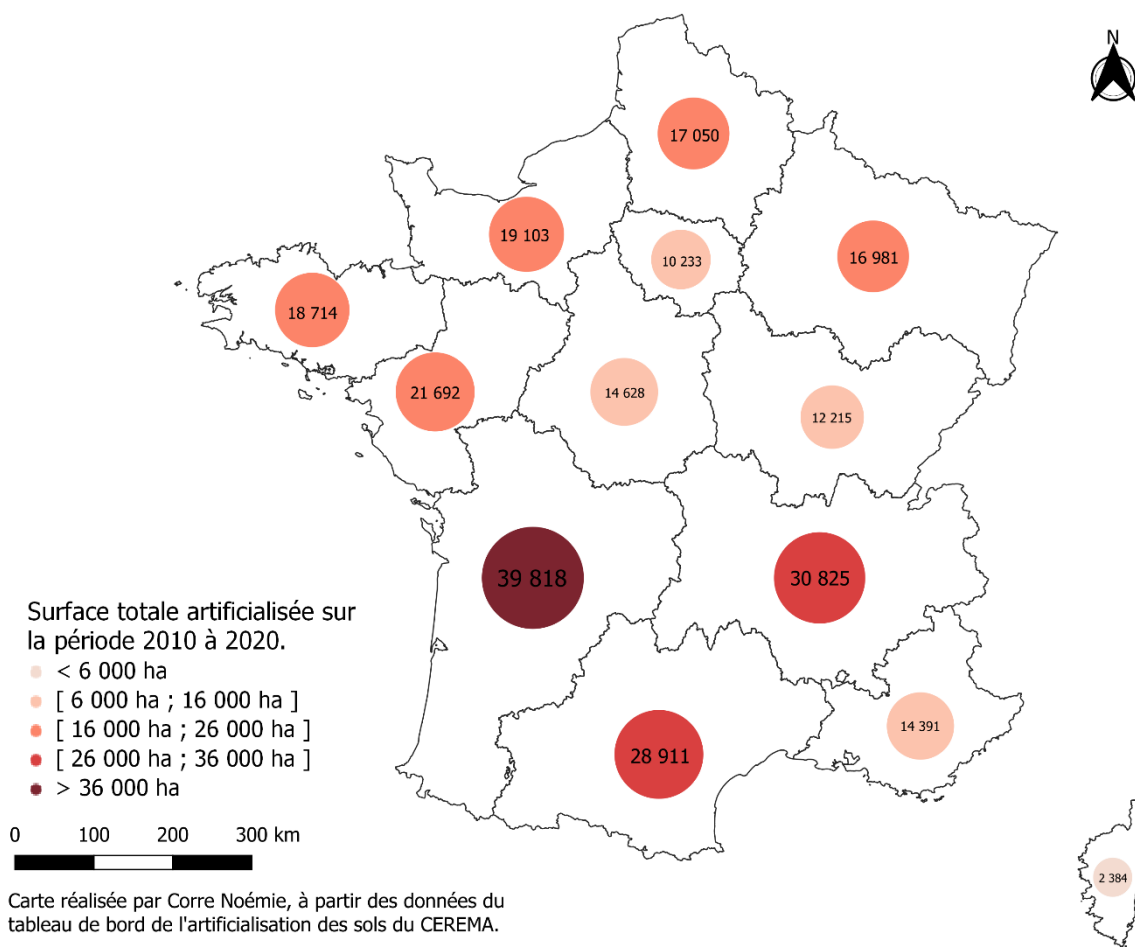 N
17 050
19 103
10 233
16 981
18 714
21 692
14 628
12 215
39 818
30 825
14 391
28 911
2 384
Surface totale artificialisée sur
la période 2010 à 2020.
< 6 000 ha
[ 6 000 ha ; 16 000 ha ]
[ 16 000 ha ; 26 000 ha ]
[ 26 000 ha ; 36 000 ha ]
> 36 000 ha
0 100 200 300 km
Carte réalisée par Corre Noémie, à partir des données du
tableau de bord de l'artificialisation des sols du CEREMA.